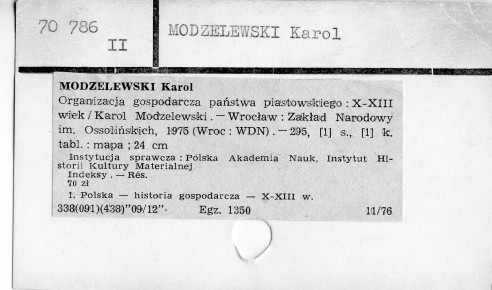 70 786
II
MODZELEWSKI Karol
MODZELEWSKI Karol
Organizacja gospodarcza państwa piastowskiego : X-XIII
wiek / Karol Modzelewski. — Wrocław : Zakład Narodowy
im. Ossolińskich, 1975 (Wroc : WDN). — 295, [1] s., [1] k.
tabl. : mapa ; 24 cm
Instytucja sprawcza : Polska Akademia Nauk. Instytut Hi-
storii Kultury Materialnej
Indeksy. — Rés.
70 zł
1. Polska — historia gospodarcza — X-XIII w.
338(091)(438)"09/12"- Egz. 1350 11/76